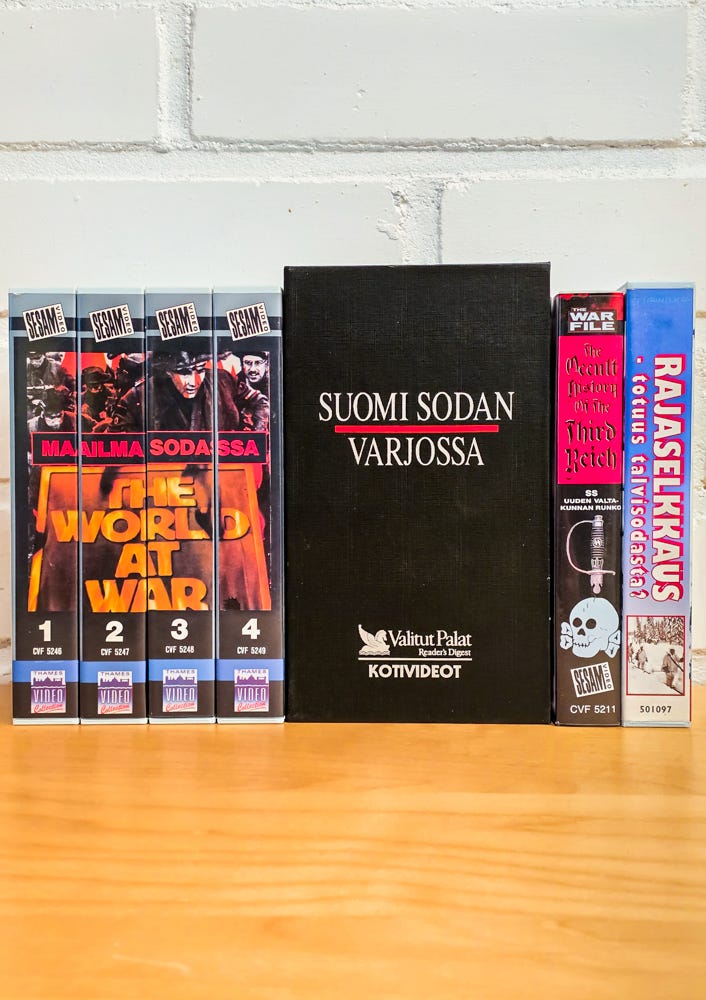 SESAM VIDEO
SESAM VIDEO
SESAM VIDEO
SESAM VIDEO
MAAILMA SODASSA
THE
WORLD
AT
WAR
1
CVF 5246
THAMES
VIDEO
Collection
2
CVF 5247
THAMES
VIDEO
Collection
3
CVF 5248
THAMES
VIDEO
Collection
4
CVF 5249
THAMES
VIDEO
Collection
SUOMI SODAN
VARJOSSA
Valitut Palat
Reader's Digest
KOTIVIDEOT
THE
WAR
FILE
The
Occult
History
Of The
Third
Reich
SS
UUDEN VALTA-
KUNNAN RUNKO
SESAM VIDEO
CVF 5211
RAJASELKKAUS
- totuus talvisodasta?
501097